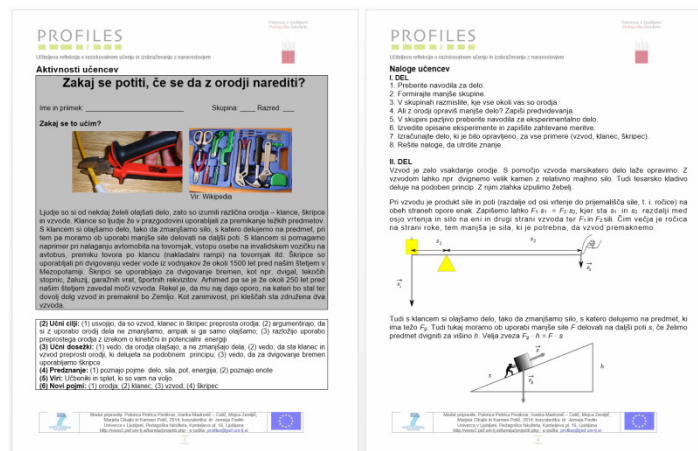 PROFILES
Univerza v Ljubljani
Pedagoška fakulteta
Učiteljeva refleksija o raziskovalnem učenju in izobraževanju z naravoslovjem
Aktivnosti učencev
Zakaj se potiti, če se da z orodji narediti?
Ime in primek: Skupina: ____ Razred: ___
Zakaj se to učim?
Vir: Wikipedia
Ljudje so si od nekdaj želeli olajšati delo, zato so izumili različna orodja – klance, škripce
in vzvode. Klance so ljudje že v prazgodovini uporabljali za premikanje težkih predmetov.
S klancem si olajšamo delo, tako da zmanjšamo silo, s katero delujemo na predmet, pri
tem pa moramo ob uporabi manjše sile delovati na daljši poti. S klancem si pomagamo
naprimer pri nalaganju avtomobila na tovornjak, vstopu osebe na invalidskem vozičku na
avtobus, premiku tovora po klancu (nakladalni rampi) na tovornjak itd. Škripce so
uporabljali pri dvigovanju veder vode iz vodnjakov že okoli 1500 let pred našim štetjem v
Mezopotamiji. Škripci se uporabljajo za dvigovanje bremen, kot npr. dvigal, tekočih
stopnic, žaluzij, garažnih vrat, športnih rekvizitov. Arhimed pa se je že okoli 250 let pred
našim štetjem zavedal moči vzvoda. Rekel je, da mu naj dajo oporo, na kateri bo stal ter
dovolj dolg vzvod in premaknil bo Zemljo. Kot zanimivost, pri kleščah sta združena dva
vzvoda.
(2) Učni cilji: (1) usvojijo, da so vzvod, klanec in škripec preprosta orodja; (2) argumentirajo, da
si z uporabo orodij dela ne zmanjšamo, ampak si ga samo olajšamo; (3) razložijo uporabo
preprostega orodja z izrekom o kinetični in potencialni energiji
(3) Učni dosežki: (1) vedo, da orodja olajšajo, a ne zmanjšajo dela; (2) vedo, da sta klanec in
vzvod preprosti orodji, ki delujeta na podobnem principu; (3) vedo, da za dvigovanje bremen
uporabljamo škripce
(4) Predznanje: (1) poznajo pojme: delo, sila, pot, energija; (2) poznajo enote
(5) Viri: Učbeniki in splet, ki so vam na voljo.
(6) Novi pojmi: (1) orodja; (2) klanec; (3) vzvod; (4) škripec
PROFILES
Univerza v Ljubljani
Pedagoška fakulteta
Učiteljeva refleksija o raziskovalnem učenju in izobraževanju z naravoslovjem
Naloge učencev
I. DEL
1. Preberite navodila za delo.
2. Formirajte manjše skupine.
3. V skupinah razmislite, kje vse okoli vas so orodja.
4. Ali z orodji opraviš manjše delo? Zapiši predvidevanja.
5. V skupini pazljivo preberite navodila za eksperimentalno delo.
6. Izvedite opisane eksperimente in zapišite zahtevane meritve.
7. Izračunajte delo, ki je bilo opravljeno, za vse primere (vzvod, klanec, škripec).
8. Rešite naloge, da utrdite znanje.
II. DEL
Vzvod je zelo vsakdanje orodje. S pomočjo vzvoda marsikatero delo laže opravimo. Z
vzvodom lahko npr. dvignemo velik kamen z relativno majhno silo. Tudi tesarsko kladivo
deluje na podoben princip. Z njim zlahka izpulimo žebelj.
Pri vzvodu je produkt sile in poti (razdalje od osi vrtenja do prijemališča sile, t. i. ročice) na
obeh straneh opore enak. Zapišemo lahko F₁·s₁ = F₂·s₂, kjer sta s₁ in s₂ razdalji med
osjo vrtenja in silo na eni in drugi strani vzvoda ter F₁ in F₂ sili. Čim večja je ročica
na strani roke, tem manjša je sila, ki je potrebna, da vzvod premaknemo.
s₁
s₂
Tudi s klancem si olajšamo delo, tako da zmanjšamo silo, s katero delujemo na predmet, ki
ima težo Fg. Tudi tukaj moramo ob uporabi manjše sile F delovati na daljši poti s, če želimo
predmet dvigniti za višino h. Velja zveza Fg · h = F · s
s
h